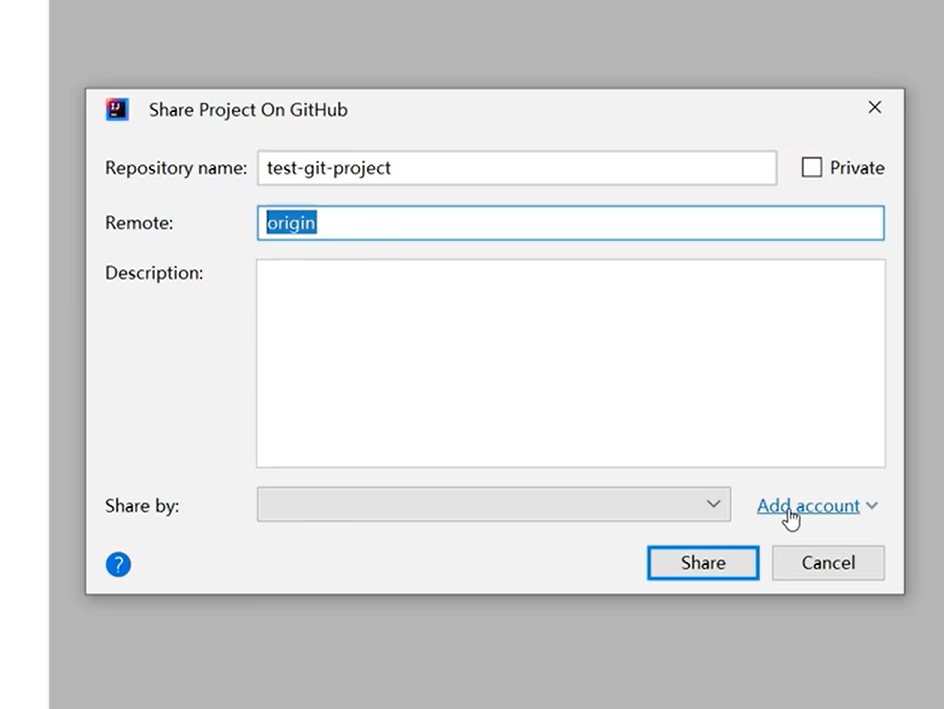 Share Project On GitHub
Repository name: test-git-project Private
Remote: origin
Description:
Share by: Add account
? Share Cancel